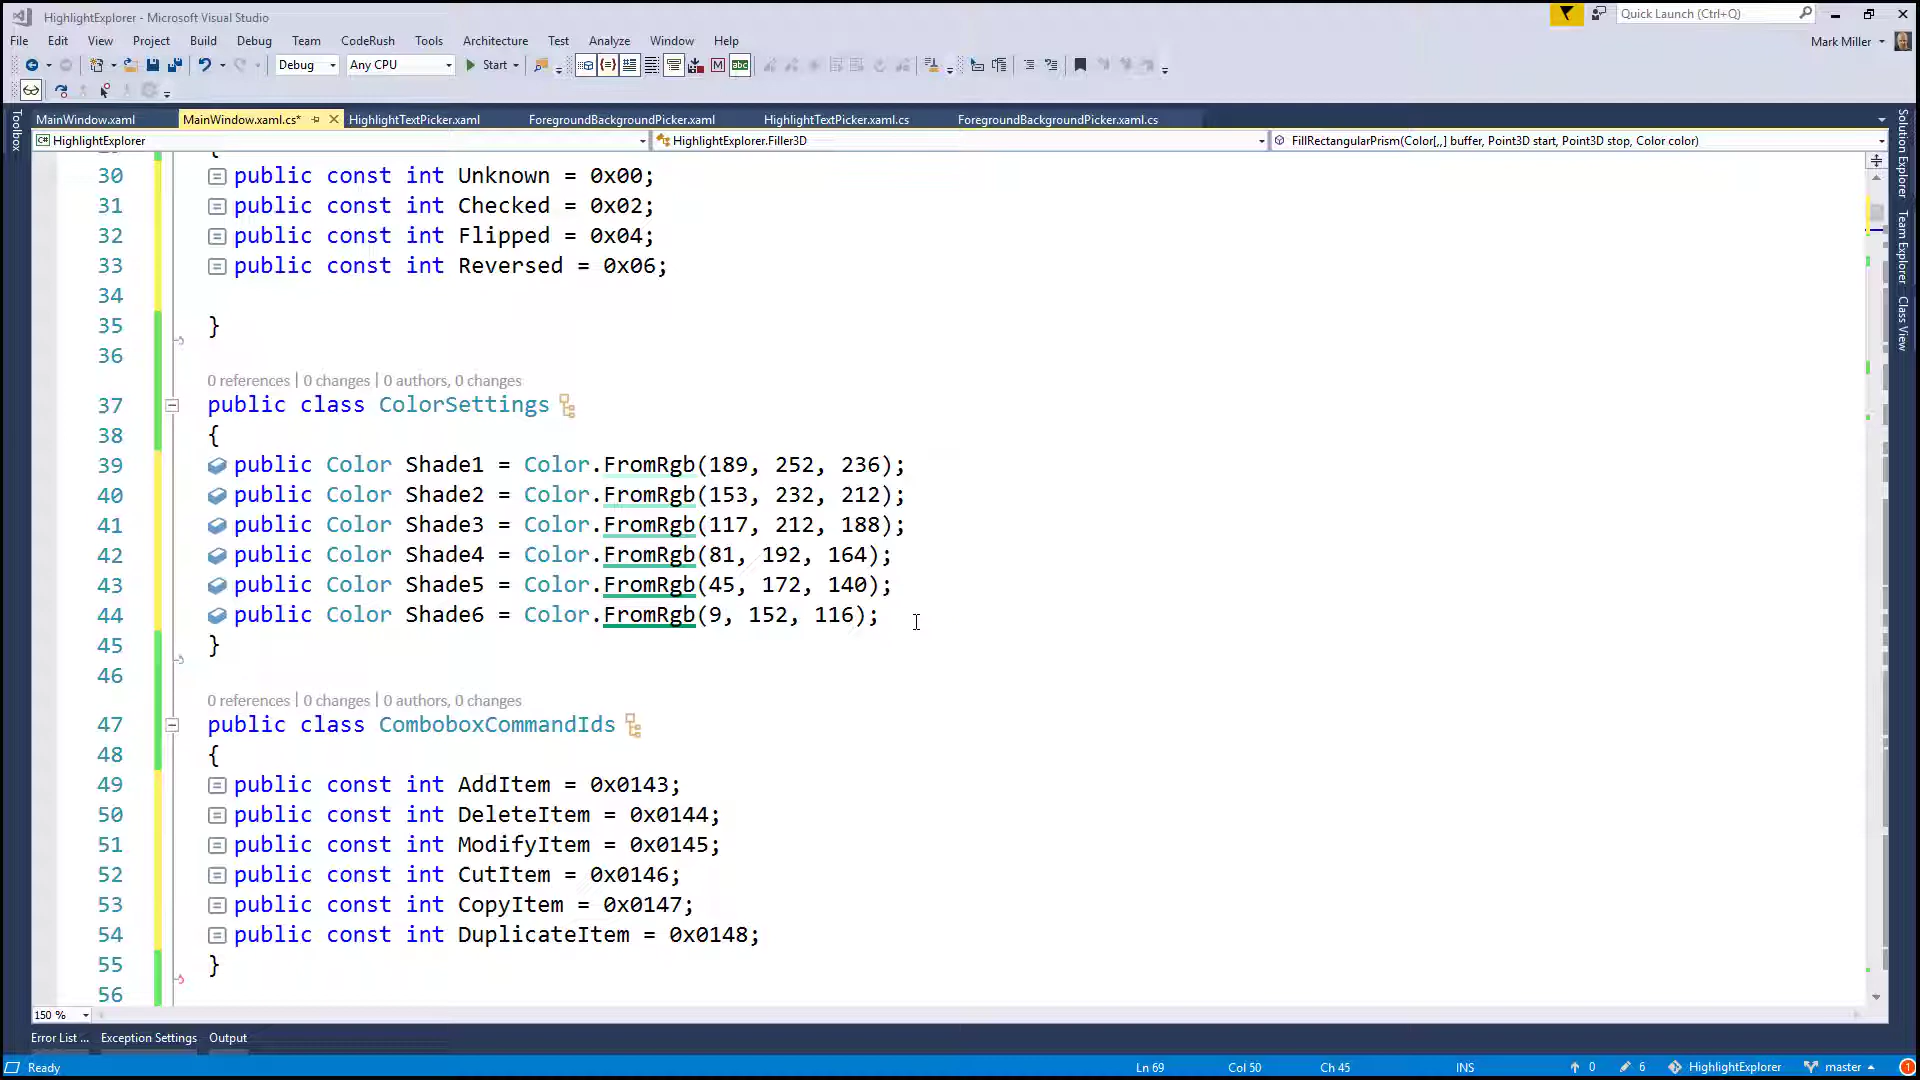 HighlightExplorer - Microsoft Visual Studio
Quick Launch (Ctrl+Q)
File Edit View Project Build Debug Team CodeRush Tools Architecture Test Analyze Window Help
Mark Miller
Debug Any CPU Start
MainWindow.xaml MainWindow.xaml.cs* HighlightTextPicker.xaml ForegroundBackgroundPicker.xaml HighlightTextPicker.xaml.cs ForegroundBackgroundPicker.xaml.cs
HighlightExplorer HighlightExplorer.Filler3D FillRectangularPrism(Color[,,] buffer, Point3D start, Point3D stop, Color color)
Toolbox
Solution Explorer
Team Explorer
Class View
{
30 public const int Unknown = 0x00;
31 public const int Checked = 0x02;
32 public const int Flipped = 0x04;
33 public const int Reversed = 0x06;
34
35 }
36
0 references | 0 changes | 0 authors, 0 changes
37 public class ColorSettings
38 {
39 public Color Shade1 = Color.FromRgb(189, 252, 236);
40 public Color Shade2 = Color.FromRgb(153, 232, 212);
41 public Color Shade3 = Color.FromRgb(117, 212, 188);
42 public Color Shade4 = Color.FromRgb(81, 192, 164);
43 public Color Shade5 = Color.FromRgb(45, 172, 140);
44 public Color Shade6 = Color.FromRgb(9, 152, 116);
45 }
46
0 references | 0 changes | 0 authors, 0 changes
47 public class ComboboxCommandIds
48 {
49 public const int AddItem = 0x0143;
50 public const int DeleteItem = 0x0144;
51 public const int ModifyItem = 0x0145;
52 public const int CutItem = 0x0146;
53 public const int CopyItem = 0x0147;
54 public const int DuplicateItem = 0x0148;
55 }
56
150 %
Error List ... Exception Settings Output
Ready Ln 69 Col 50 Ch 45 INS 0 6 HighlightExplorer master 1